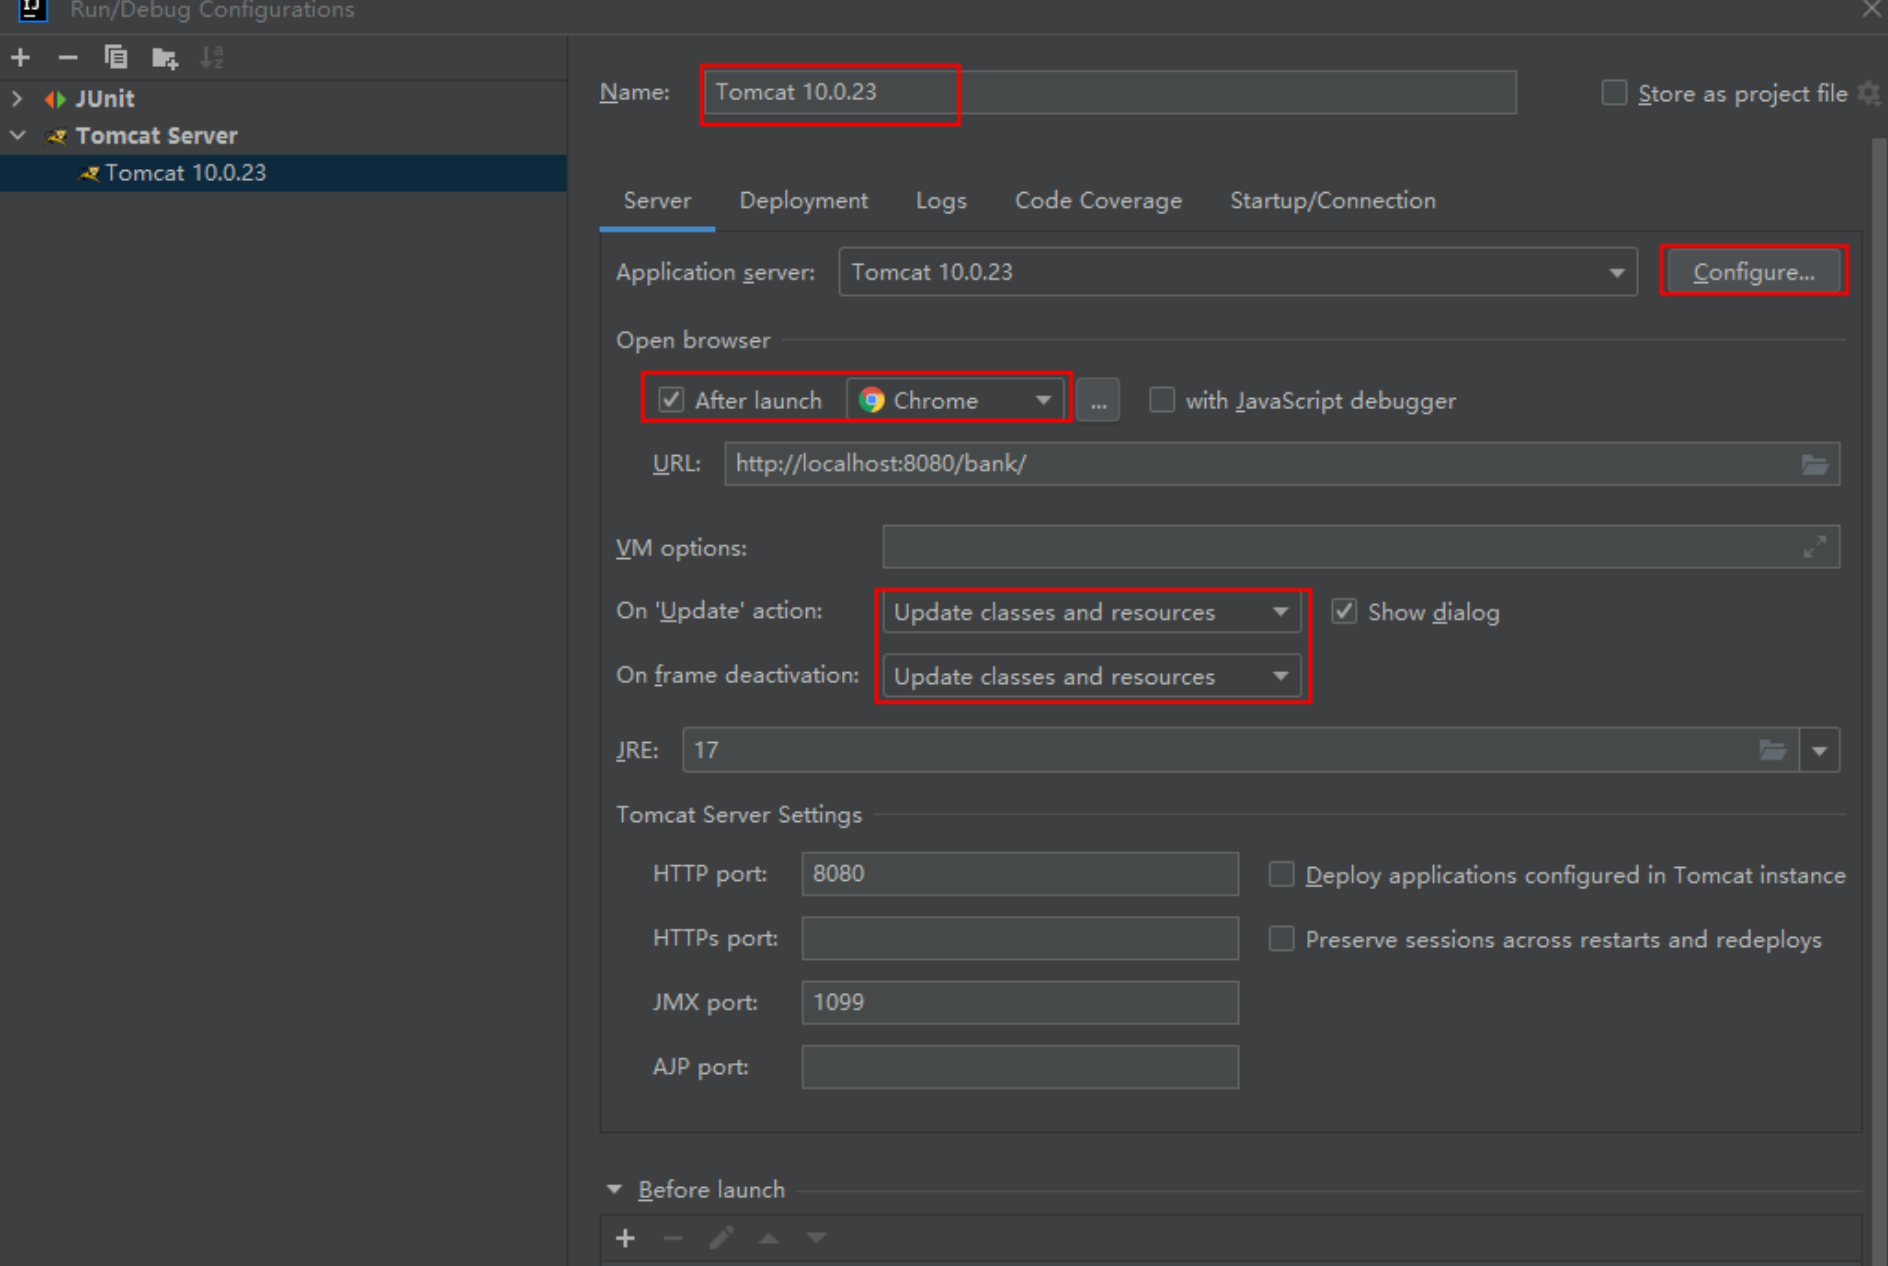 Run/Debug Configurations
JUnit
Tomcat Server
Tomcat 10.0.23
Name: Tomcat 10.0.23 Store as project file
Server Deployment Logs Code Coverage Startup/Connection
Application server: Tomcat 10.0.23 Configure...
Open browser
After launch Chrome ... with JavaScript debugger
URL: http://localhost:8080/bank/
VM options:
On 'Update' action: Update classes and resources Show dialog
On frame deactivation: Update classes and resources
JRE: 17
Tomcat Server Settings
HTTP port: 8080 Deploy applications configured in Tomcat instance
HTTPs port: Preserve sessions across restarts and redeploys
JMX port: 1099
AJP port:
Before launch